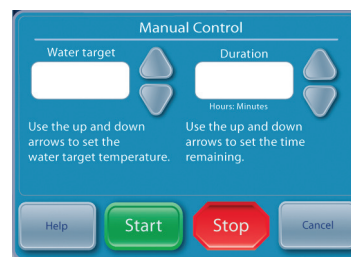 Manual Control
Water target
Duration
Hours: Minutes
Use the up and down
arrows to set the
water target temperature.
Use the up and down
arrows to set the time
remaining.
Help
Start
Stop
Cancel